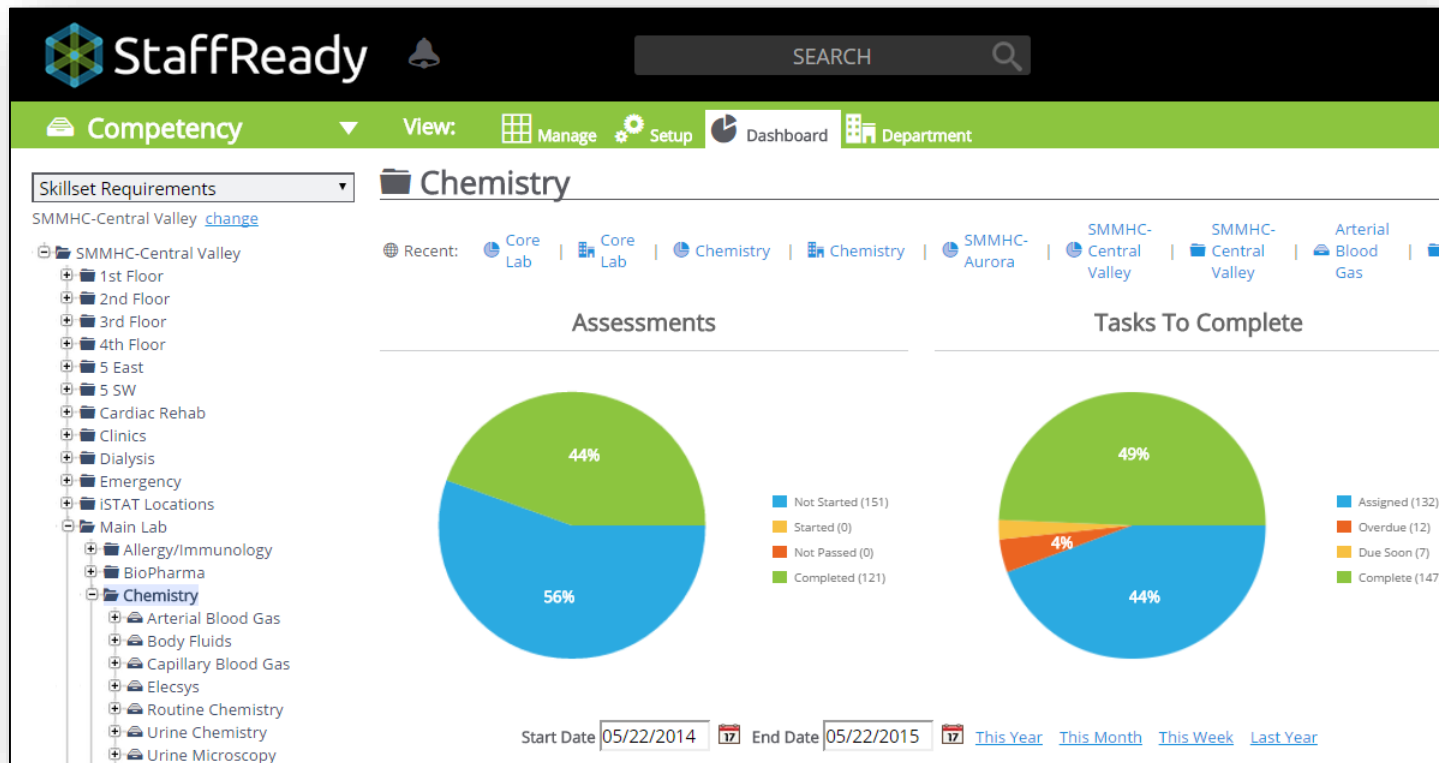 StaffReady
SEARCH
Competency
View:
Manage
Setup
Dashboard
Department
Skillset Requirements
SMMHC-Central Valley change
SMMHC-Central Valley
1st Floor
2nd Floor
3rd Floor
4th Floor
5 East
5 SW
Cardiac Rehab
Clinics
Dialysis
Emergency
iSTAT Locations
Main Lab
Allergy/Immunology
BioPharma
Chemistry
Arterial Blood Gas
Body Fluids
Capillary Blood Gas
Elecsys
Routine Chemistry
Urine Chemistry
Urine Microscopy
Chemistry
Recent:
Core
Lab
|
Core
Lab
|
Chemistry
|
Chemistry
|
SMMHC-
Aurora
|
SMMHC-
Central
Valley
|
SMMHC-
Central
Valley
|
Arterial
Blood
Gas
|
Assessments
44%
56%
Not Started (151)
Started (0)
Not Passed (0)
Completed (121)
Tasks To Complete
49%
4%
44%
Assigned (132)
Overdue (12)
Due Soon (7)
Complete (147
Start Date 05/22/2014 17 End Date 05/22/2015 17 This Year This Month This Week Last Year